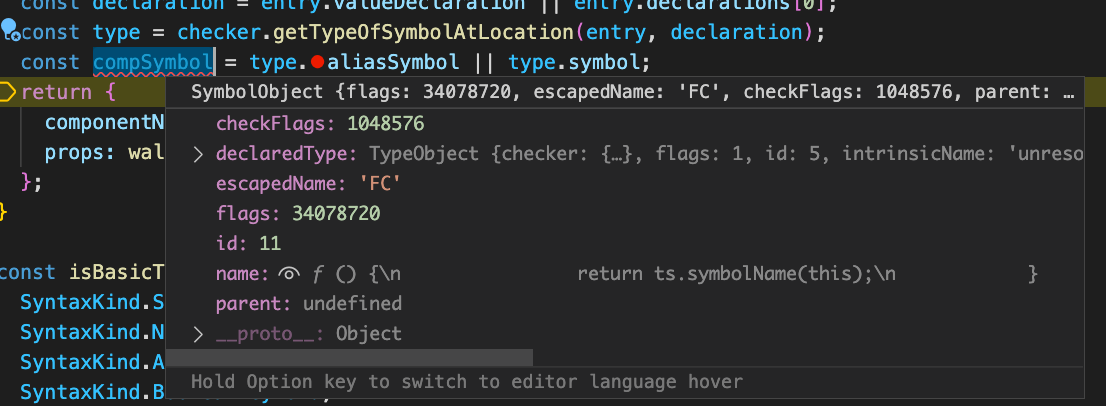 const declaration = entry.valueDeclaration || entry.declarations[0];
const type = checker.getTypeOfSymbolAtLocation(entry, declaration);
const compSymbol = type.aliasSymbol || type.symbol;
return {
SymbolObject {flags: 34078720, escapedName: 'FC', checkFlags: 1048576, parent: …
componentN
checkFlags: 1048576
props: wal
declaredType: TypeObject {checker: {…}, flags: 1, id: 5, intrinsicName: 'unreso
};
escapedName: 'FC'
}
flags: 34078720
id: 11
const isBasicT
name: ƒ () {\n return ts.symbolName(this);\n }
SyntaxKind.S
parent: undefined
SyntaxKind.N
__proto__: Object
SyntaxKind.A
Hold Option key to switch to editor language hover
SyntaxKind.B